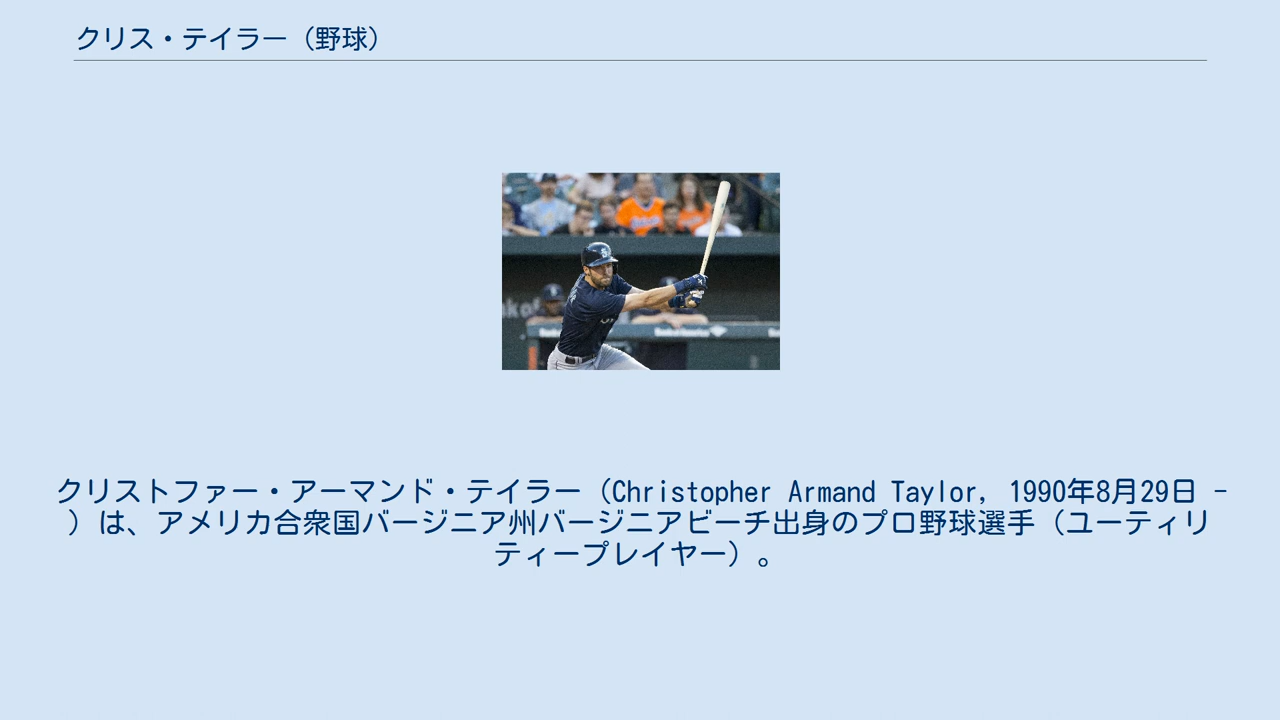 クリス・テイラー（野球）
クリストファー・アーマンド・テイラー（Christopher Armand Taylor, 1990年8月29日 -
）は、アメリカ合衆国バージニア州バージニアビーチ出身のプロ野球選手（ユーティリ
ティープレイヤー）。